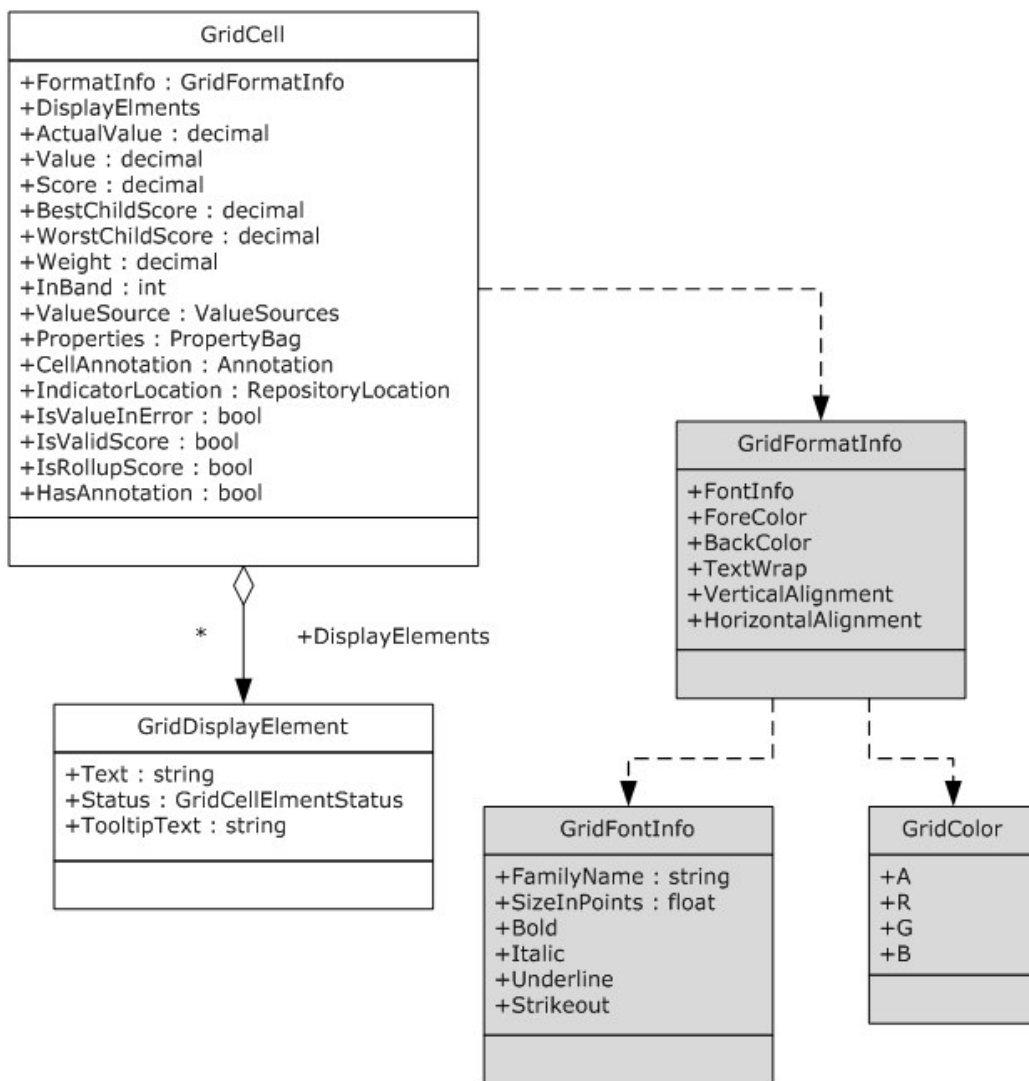 GridCell
+FormatInfo : GridFormatInfo
+DisplayElments
+ActualValue : decimal
+Value : decimal
+Score : decimal
+BestChildScore : decimal
+WorstChildScore : decimal
+Weight : decimal
+InBand : int
+ValueSource : ValueSources
+Properties : PropertyBag
+CellAnnotation : Annotation
+IndicatorLocation : RepositoryLocation
+IsValueInError : bool
+IsValidScore : bool
+IsRollupScore : bool
+HasAnnotation : bool
GridFormatInfo
+FontInfo
+ForeColor
+BackColor
+TextWrap
+VerticalAlignment
+HorizontalAlignment
* +DisplayElements
GridDisplayElement
+Text : string
+Status : GridCellElmentStatus
+TooltipText : string
GridFontInfo
+FamilyName : string
+SizeInPoints : float
+Bold
+Italic
+Underline
+Strikeout
GridColor
+A
+R
+G
+B